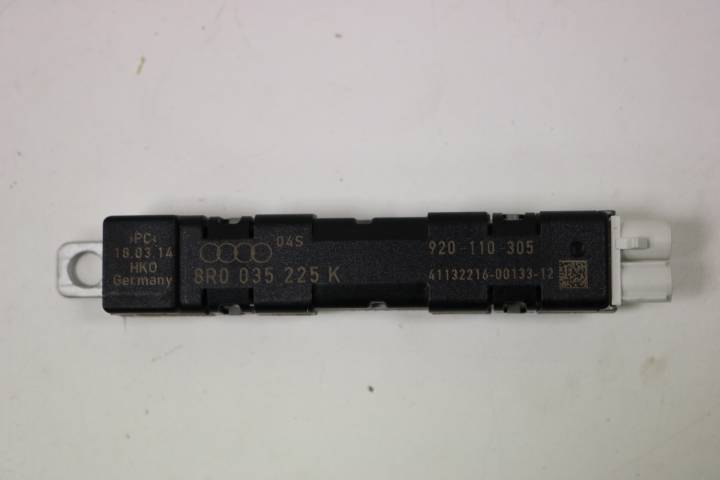 >PC<
18.03.14
HKO
Germany
04S
8R0 035 225 K
920-110 305
41132216-00133-12